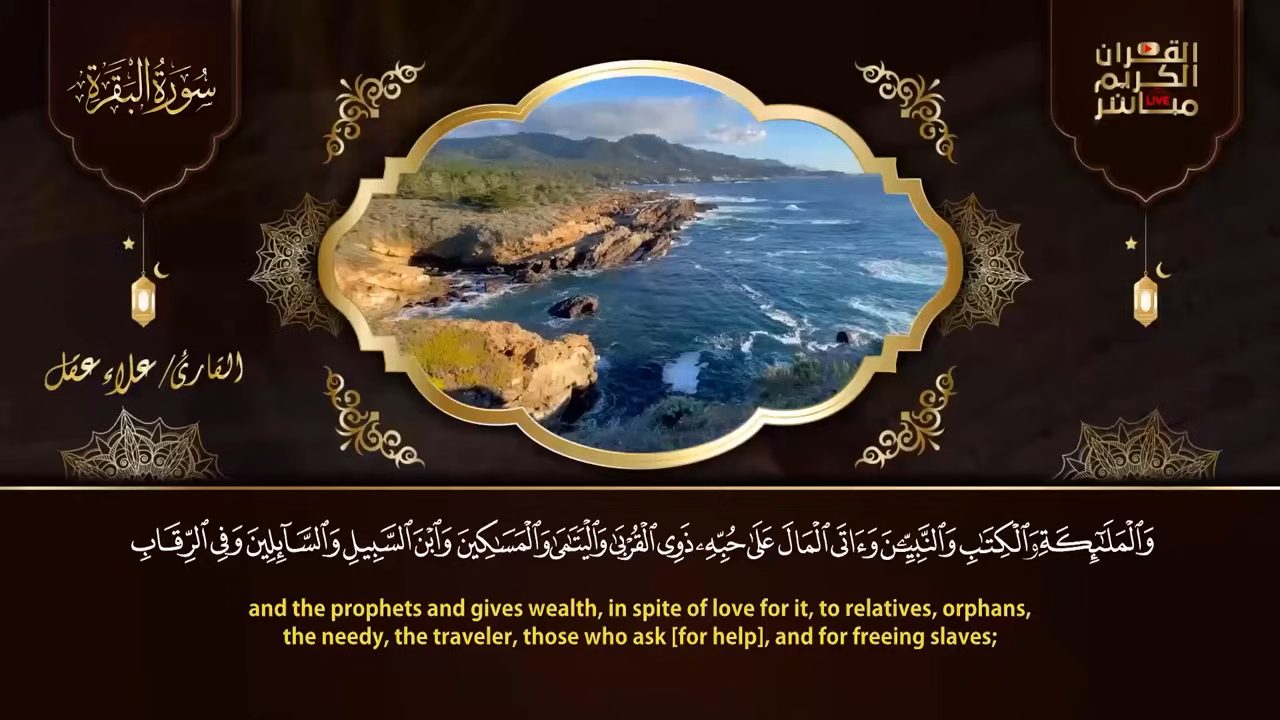 سُورَةُ البَقَرَةِ
القرآن
الكريم
مباشر
LIVE
القارئ/ علاء عقل
وَٱلْمَلَٰٓئِكَةِ وَٱلْكِتَٰبِ وَٱلنَّبِيِّـۧنَ وَءَاتَى ٱلْمَالَ عَلَىٰ حُبِّهِۦ ذَوِى ٱلْقُرْبَىٰ وَٱلْيَتَٰمَىٰ وَٱلْمَسَٰكِينَ وَٱبْنَ ٱلسَّبِيلِ وَٱلسَّآئِلِينَ وَفِى ٱلرِّقَابِ
and the prophets and gives wealth, in spite of love for it, to relatives, orphans,
the needy, the traveler, those who ask [for help], and for freeing slaves;